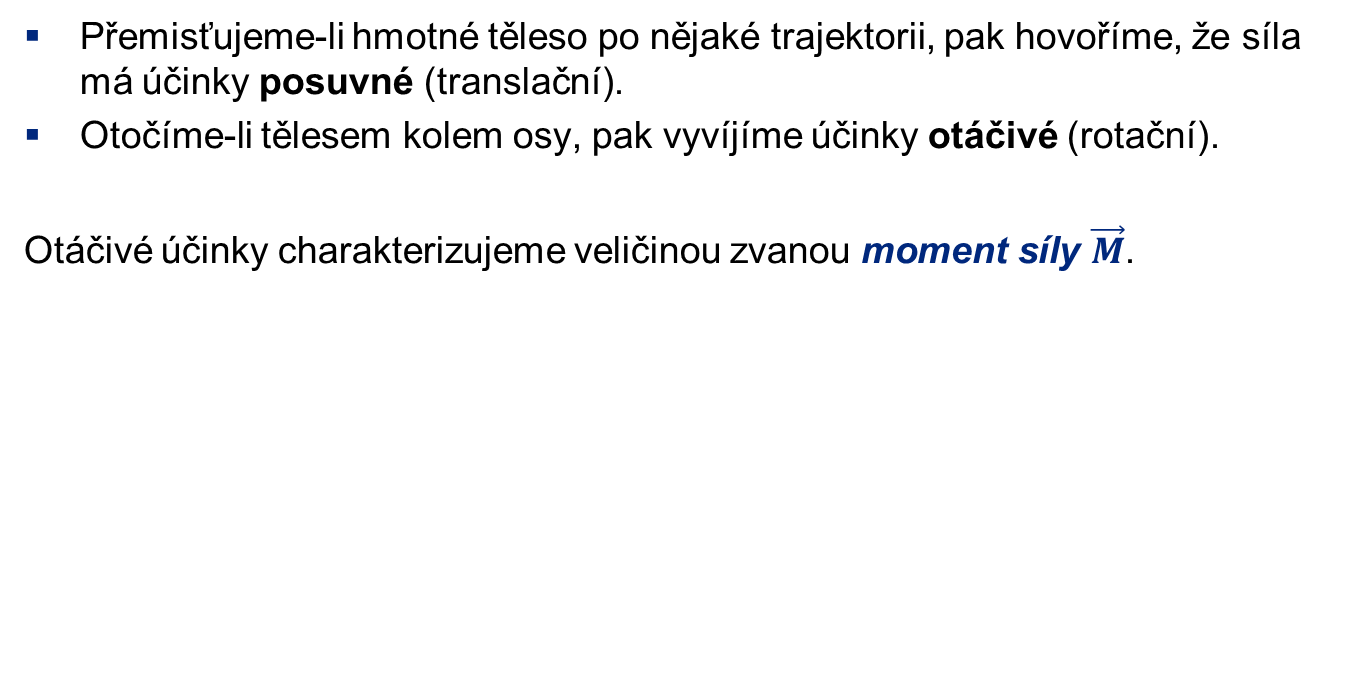 ▪ Přemisťujeme-li hmotné těleso po nějaké trajektorii, pak hovoříme, že síla
má účinky posuvné (translační).
▪ Otočíme-li tělesem kolem osy, pak vyvíjíme účinky otáčivé (rotační).
Otáčivé účinky charakterizujeme veličinou zvanou moment síly M⃗.